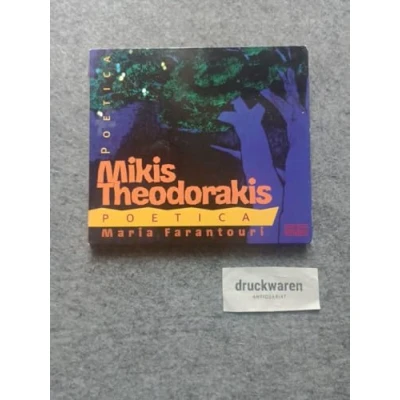 POETICA
Mikis
Theodorakis
POETICA
Maria Farantouri
druckwaren
ANTIQUARIAT